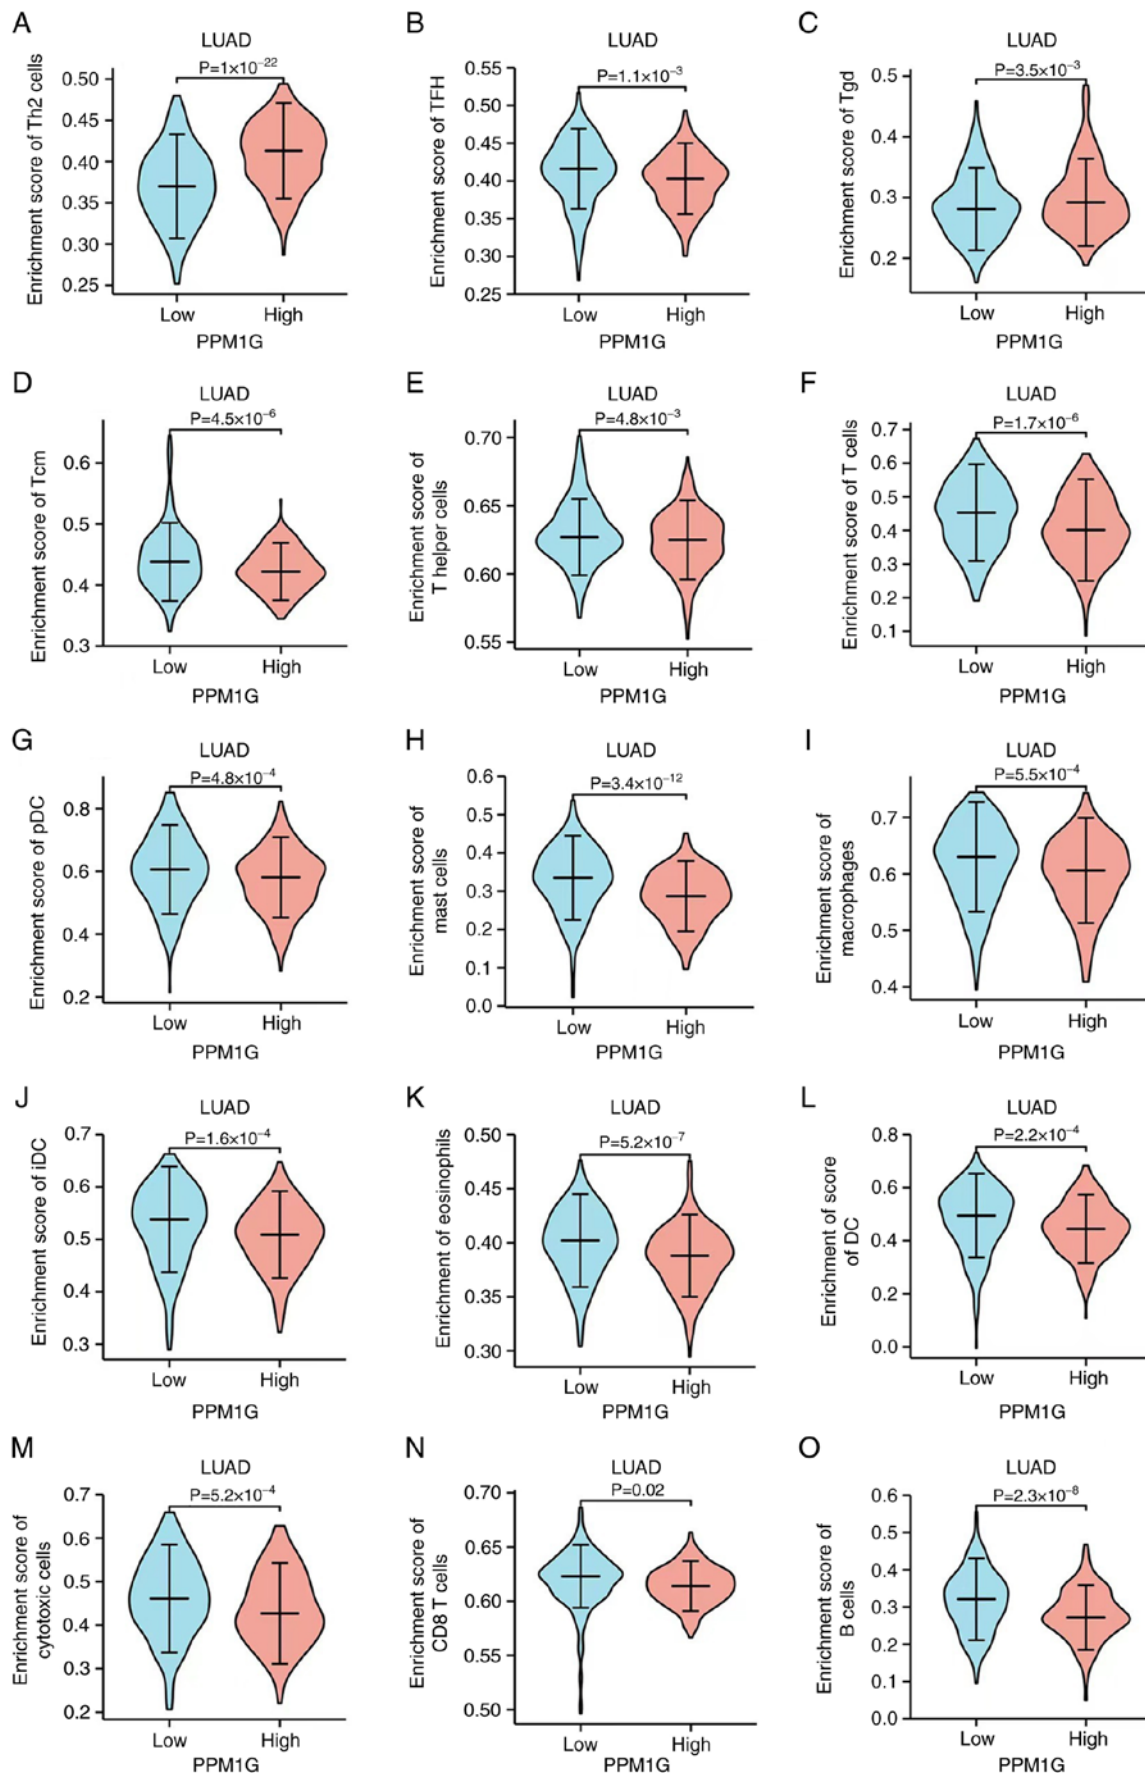 A
LUAD
P=1×10⁻²²
Enrichment score of Th2 cells
0.50
0.45
0.40
0.35
0.30
0.25
Low High
PPM1G
B
LUAD
P=1.1×10⁻³
Enrichment score of TFH
0.55
0.50
0.45
0.40
0.35
0.30
0.25
Low High
PPM1G
C
LUAD
P=3.5×10⁻³
Enrichment score of Tgd
0.5
0.4
0.3
0.2
Low High
PPM1G
D
LUAD
P=4.5×10⁻⁶
Enrichment score of Tcm
0.6
0.5
0.4
0.3
Low High
PPM1G
E
LUAD
P=4.8×10⁻³
Enrichment score of
T helper cells
0.70
0.65
0.60
0.55
Low High
PPM1G
F
LUAD
P=1.7×10⁻⁶
Enrichment score of T cells
0.7
0.6
0.5
0.4
0.3
0.2
0.1
Low High
PPM1G
G
LUAD
P=4.8×10⁻⁴
Enrichment score of pDC
0.8
0.6
0.4
0.2
Low High
PPM1G
H
LUAD
P=3.4×10⁻¹²
Enrichment score of
mast cells
0.6
0.5
0.4
0.3
0.2
0.1
0.0
Low High
PPM1G
I
LUAD
P=5.5×10⁻⁴
Enrichment score of
macrophages
0.7
0.6
0.5
0.4
Low High
PPM1G
J
LUAD
P=1.6×10⁻⁴
Enrichment score of iDC
0.7
0.6
0.5
0.4
0.3
Low High
PPM1G
K
LUAD
P=5.2×10⁻⁷
Enrichment of eosinophils
0.50
0.45
0.40
0.35
0.30
Low High
PPM1G
L
LUAD
P=2.2×10⁻⁴
Enrichment of score
of DC
0.8
0.6
0.4
0.2
0.0
Low High
PPM1G
M
LUAD
P=5.2×10⁻⁴
Enrichment score of
cytotoxic cells
0.7
0.6
0.5
0.4
0.3
0.2
Low High
PPM1G
N
LUAD
P=0.02
Enrichment score of
CD8 T cells
0.70
0.65
0.60
0.55
0.50
Low High
PPM1G
O
LUAD
P=2.3×10⁻⁸
Enrichment score of
B cells
0.6
0.5
0.4
0.3
0.2
0.1
0.0
Low High
PPM1G